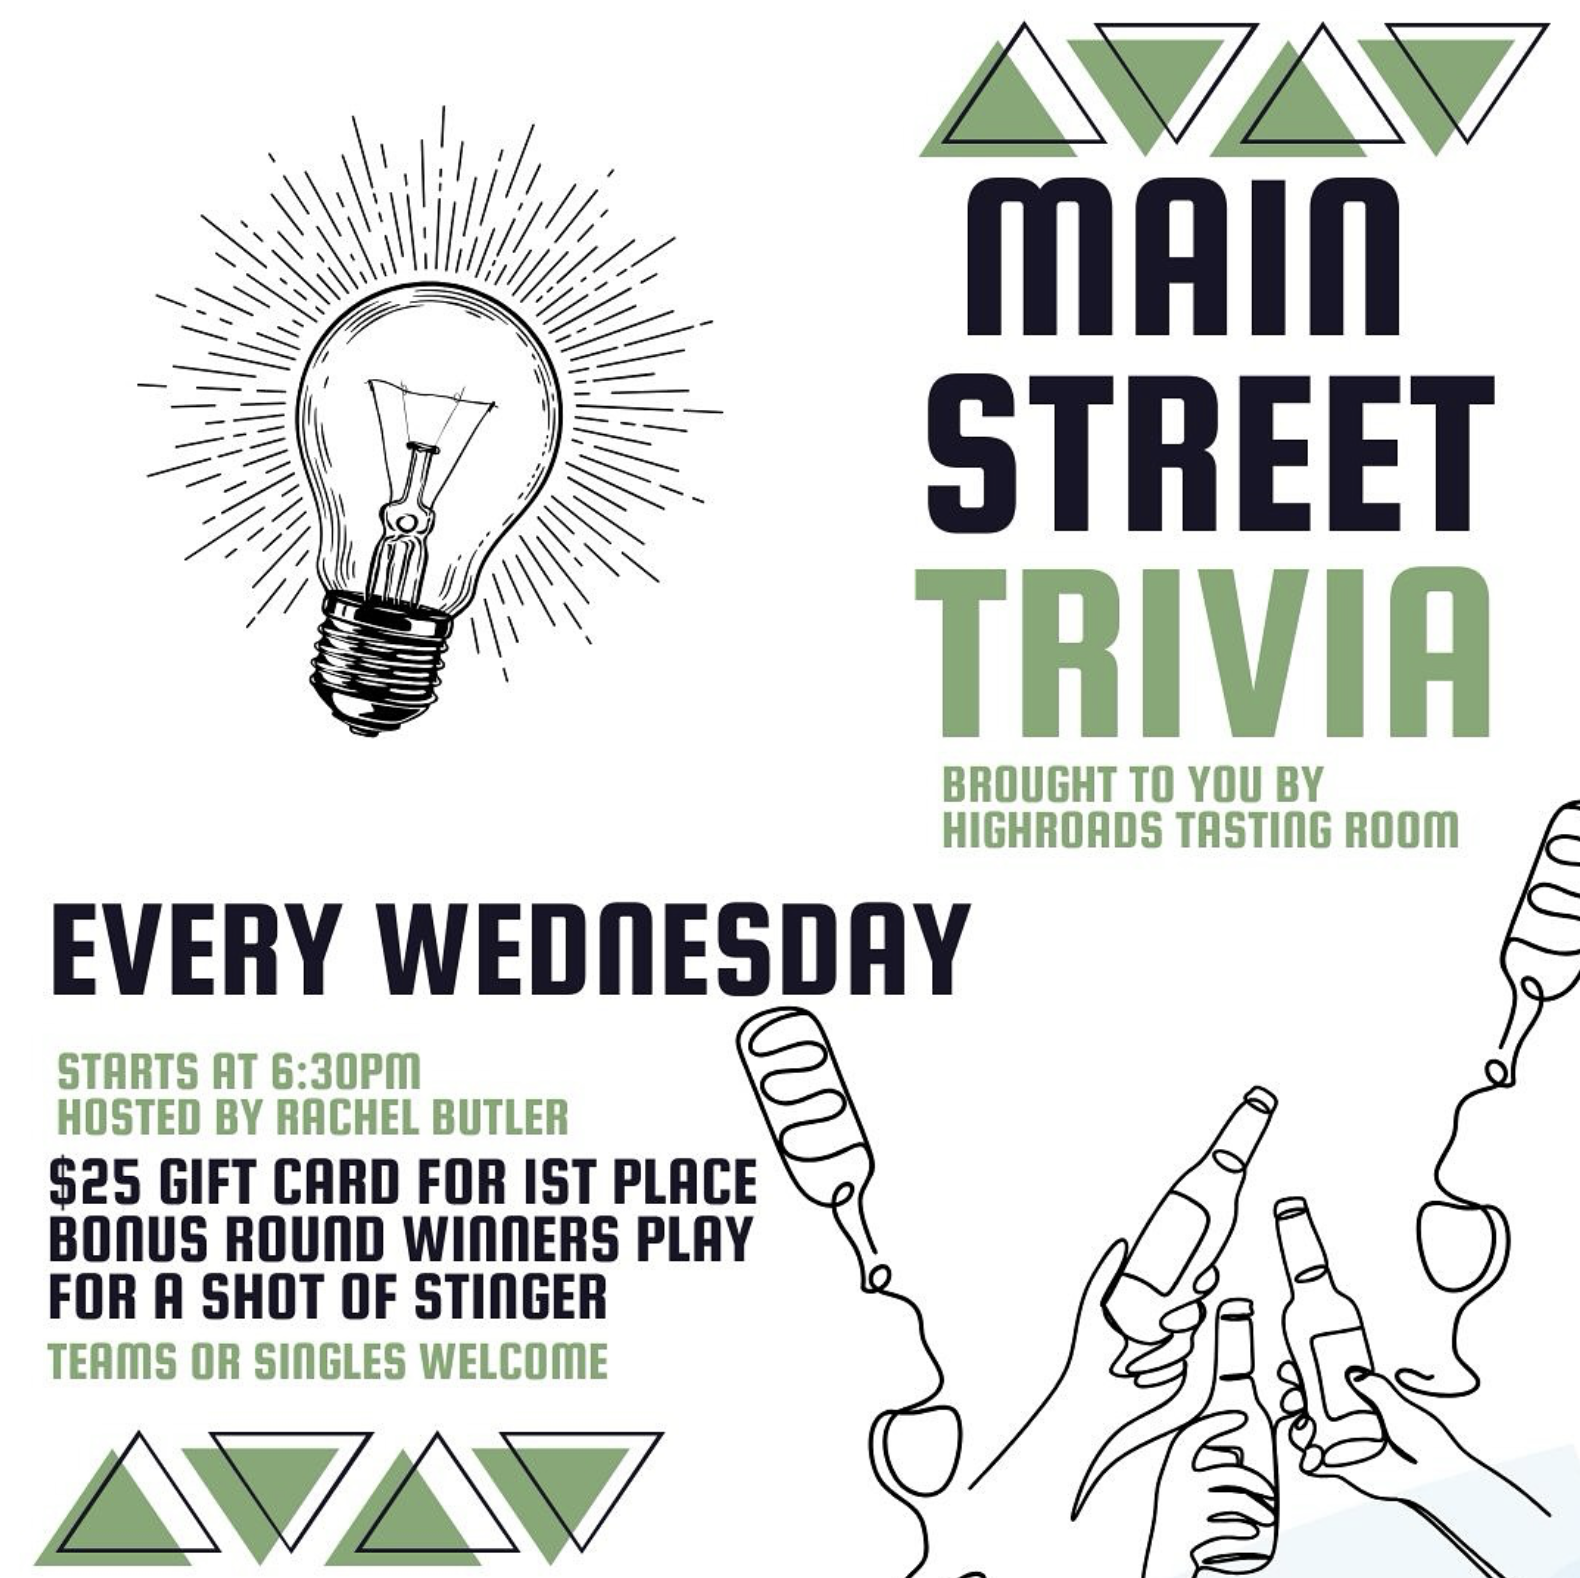 MAIN
STREET
TRIVIA
BROUGHT TO YOU BY
HIGHROADS TASTING ROOM
EVERY WEDNESDAY
STARTS AT 6:30PM
HOSTED BY RACHEL BUTLER
$25 GIFT CARD FOR 1ST PLACE
BONUS ROUND WINNERS PLAY
FOR A SHOT OF STINGER
TEAMS OR SINGLES WELCOME